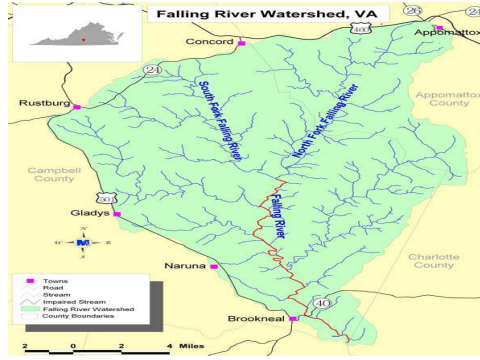 Falling River Watershed, VA
26
24
460
Appomattox
Concord
24
Rustburg
South Fork Falling River
North Fork Falling River
Appomattox
County
Campbell
County
501
Falling River
Gladys
N
W
E
S
Naruna
Charlotte
County
Towns
Road
Stream
Impaired Stream
Falling River Watershed
County Boundaries
40
Brookneal
2 0 2 4 Miles